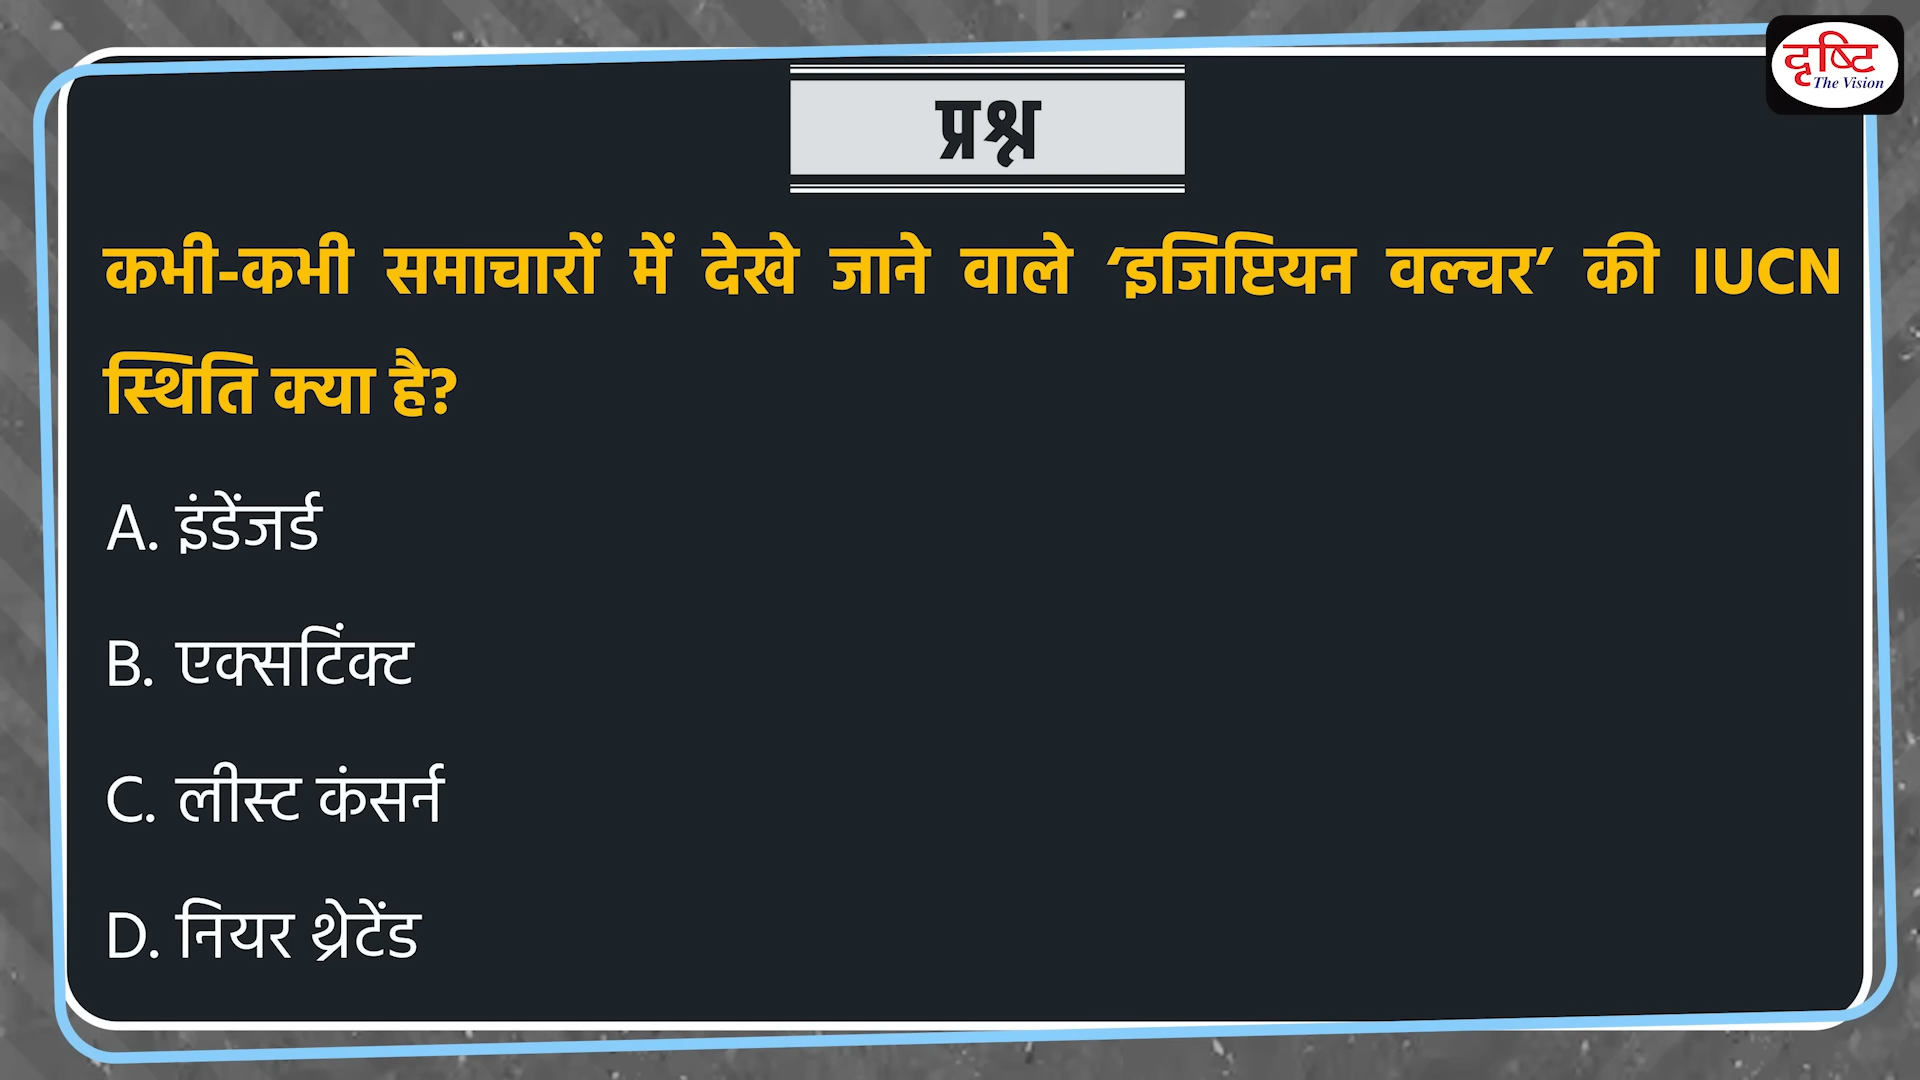 दृष्टि
The Vision
प्रश्न
कभी-कभी समाचारों में देखे जाने वाले ‘इजिप्टियन वल्चर’ की IUCN
स्थिति क्या है?
A. इंडेंजर्ड
B. एक्सटिंक्ट
C. लीस्ट कंसर्न
D. नियर थ्रेटेंड